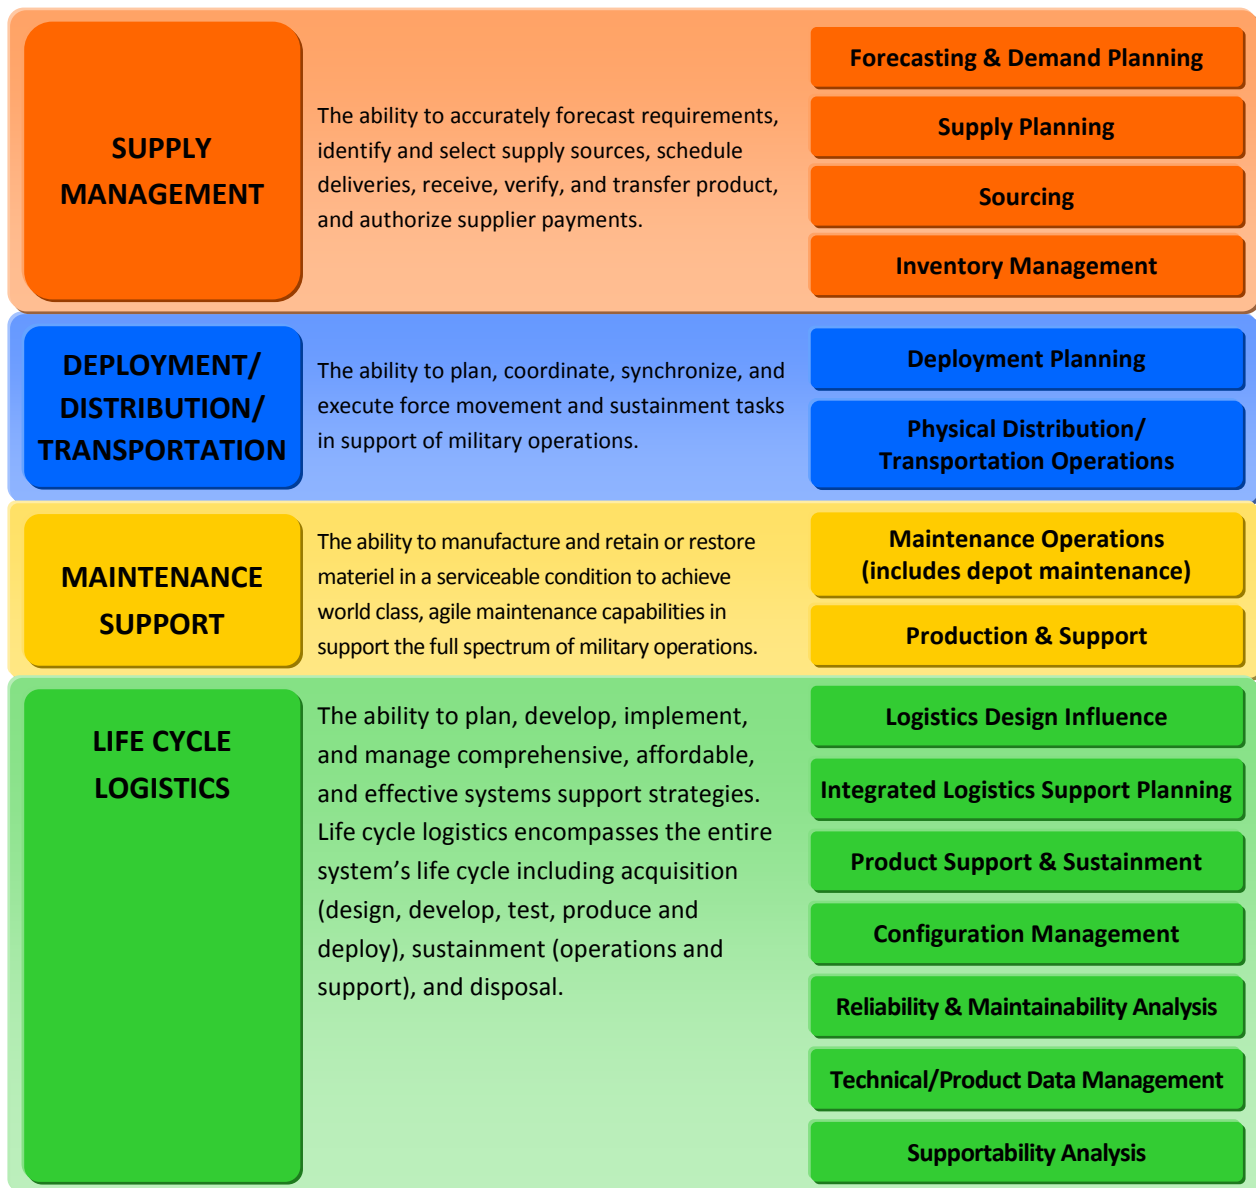 SUPPLY
MANAGEMENT
The ability to accurately forecast requirements,
identify and select supply sources, schedule
deliveries, receive, verify, and transfer product,
and authorize supplier payments.
Forecasting & Demand Planning
Supply Planning
Sourcing
Inventory Management
DEPLOYMENT/
DISTRIBUTION/
TRANSPORTATION
The ability to plan, coordinate, synchronize, and
execute force movement and sustainment tasks
in support of military operations.
Deployment Planning
Physical Distribution/
Transportation Operations
MAINTENANCE
SUPPORT
The ability to manufacture and retain or restore
materiel in a serviceable condition to achieve
world class, agile maintenance capabilities in
support the full spectrum of military operations.
Maintenance Operations
(includes depot maintenance)
Production & Support
LIFE CYCLE
LOGISTICS
The ability to plan, develop, implement,
and manage comprehensive, affordable,
and effective systems support strategies.
Life cycle logistics encompasses the entire
system’s life cycle including acquisition
(design, develop, test, produce and
deploy), sustainment (operations and
support), and disposal.
Logistics Design Influence
Integrated Logistics Support Planning
Product Support & Sustainment
Configuration Management
Reliability & Maintainability Analysis
Technical/Product Data Management
Supportability Analysis